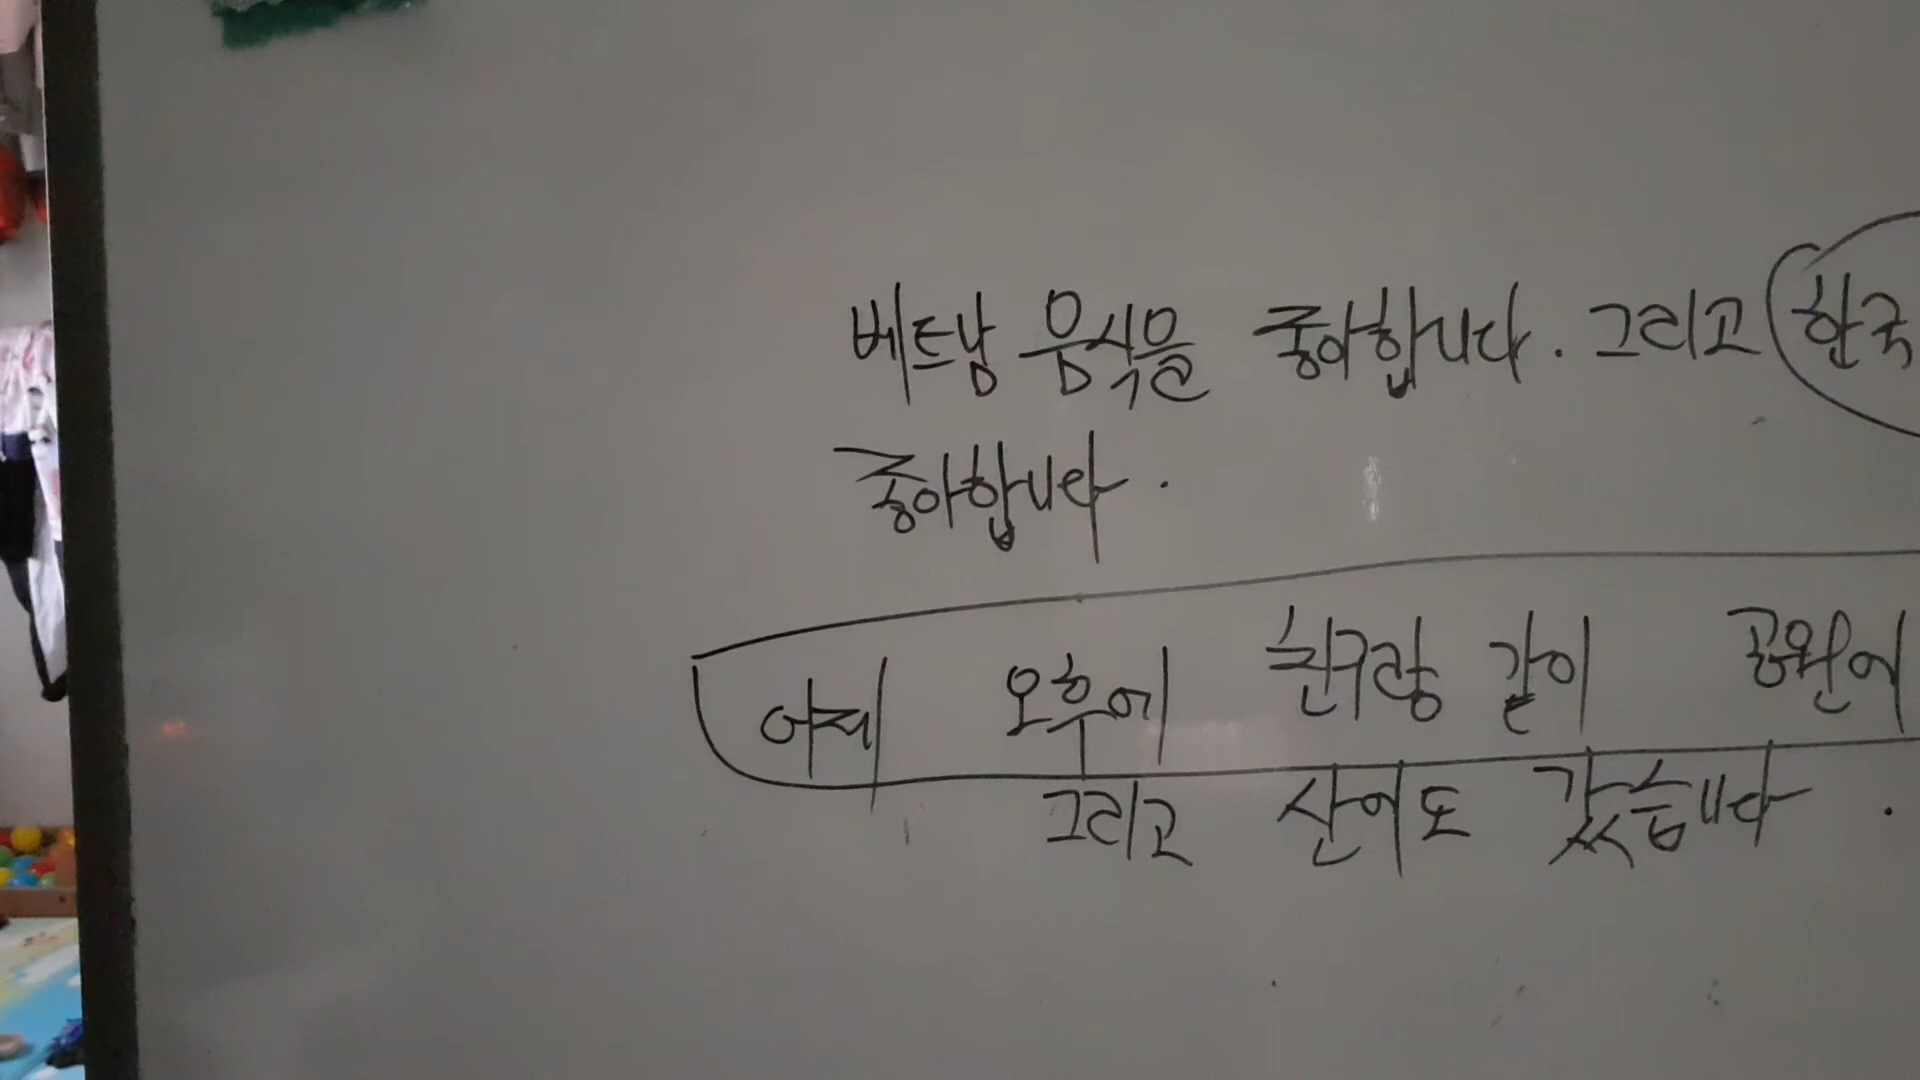 베트남 음식을 좋아합니다. 그리고 한국
좋아합니다.
어제 오후에 친구랑 같이 공원에
그리고 산에도 갔습니다.